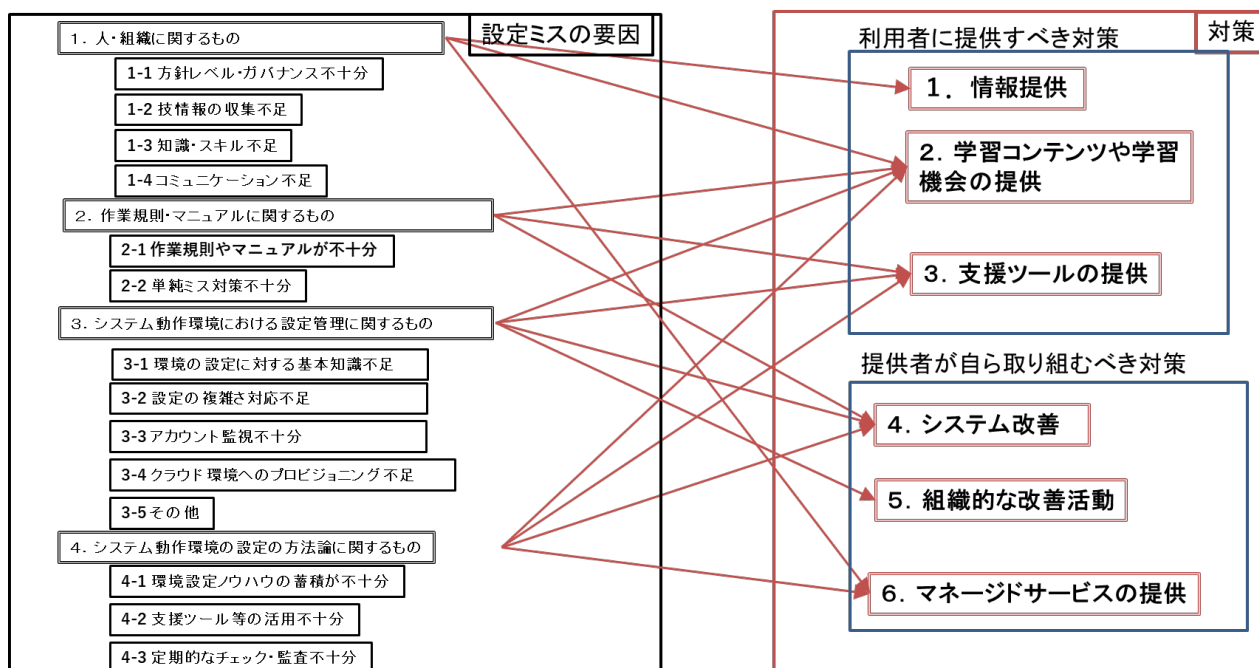 設定ミスの要因
1. 人・組織に関するもの
1-1 方針レベル・ガバナンス不十分
1-2 技情報の収集不足
1-3 知識・スキル不足
1-4 コミュニケーション不足
2. 作業規則・マニュアルに関するもの
2-1 作業規則やマニュアルが不十分
2-2 単純ミス対策不十分
3. システム動作環境における設定管理に関するもの
3-1 環境の設定に対する基本知識不足
3-2 設定の複雑さ対応不足
3-3 アカウント監視不十分
3-4 クラウド環境へのプロビジョニング不足
3-5 その他
4. システム動作環境の設定の方法論に関するもの
4-1 環境設定ノウハウの蓄積が不十分
4-2 支援ツール等の活用不十分
4-3 定期的なチェック・監査不十分
対策
利用者に提供すべき対策
１．情報提供
２．学習コンテンツや学習
機会の提供
３．支援ツールの提供
提供者が自ら取り組むべき対策
４．システム改善
５．組織的な改善活動
６．マネージドサービスの提供